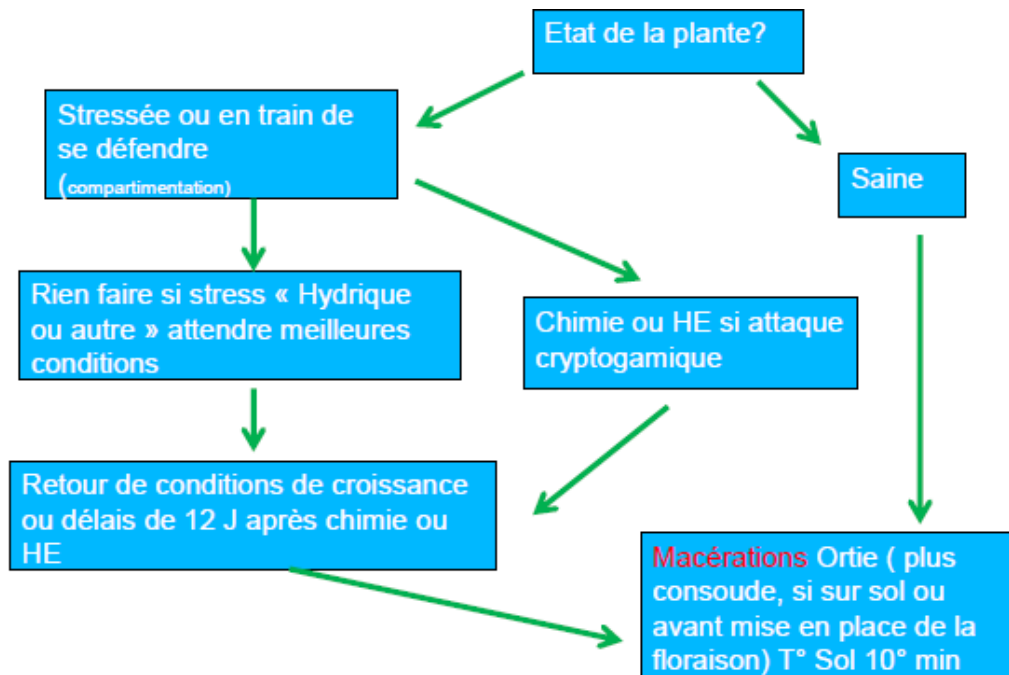 Etat de la plante?
Stressée ou en train de
se défendre
(compartimentation)
Saine
Rien faire si stress « Hydrique
ou autre » attendre meilleures
conditions
Chimie ou HE si attaque
cryptogamique
Retour de conditions de croissance
ou délais de 12 J après chimie ou
HE
Macérations Ortie ( plus
consoude, si sur sol ou
avant mise en place de la
floraison) T° Sol 10° min